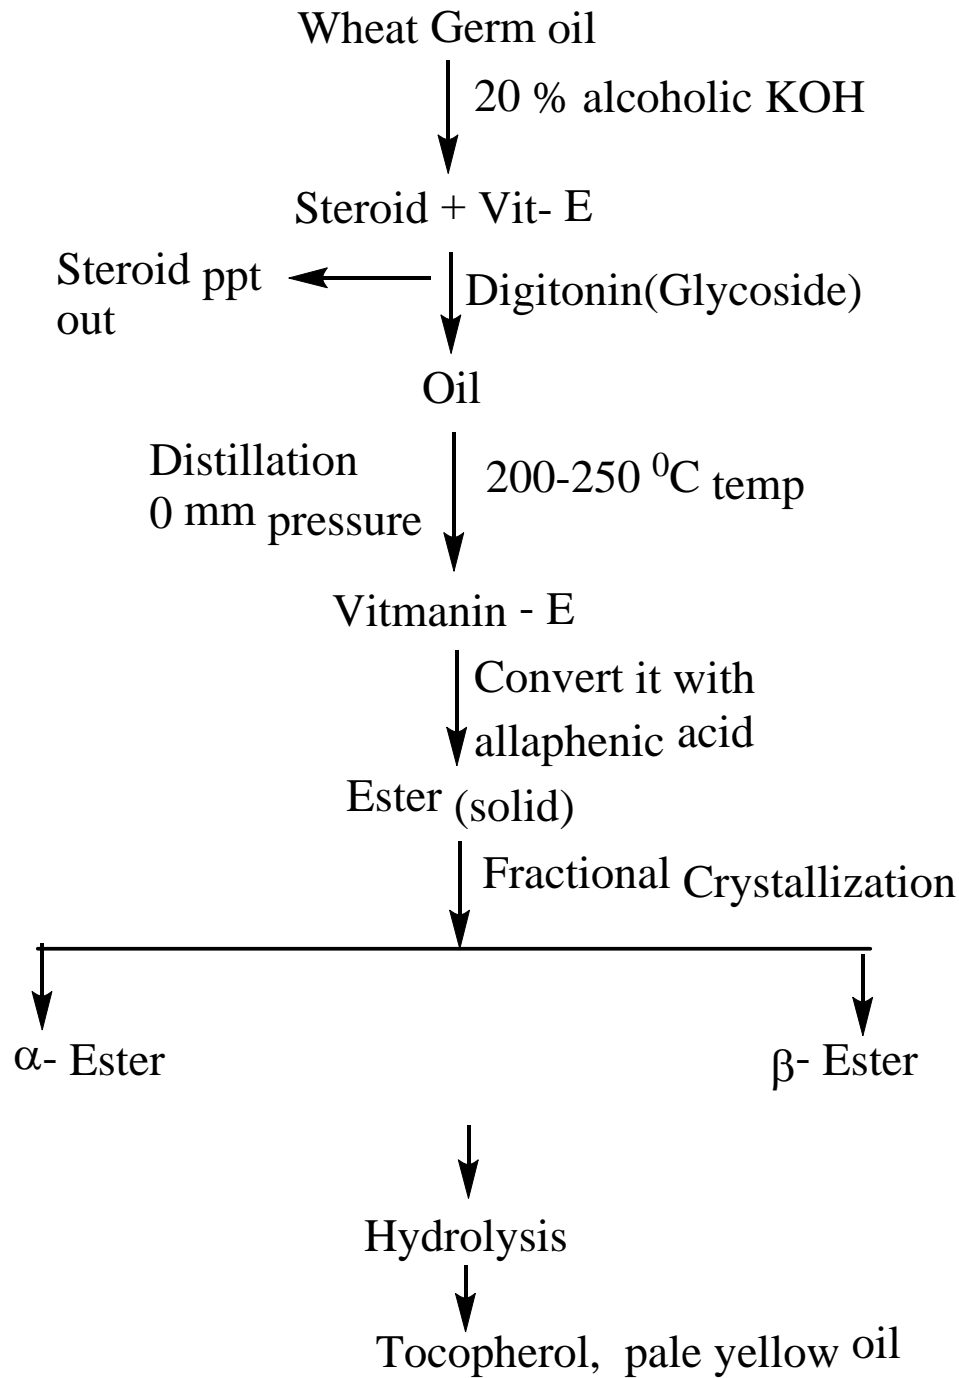 Wheat Germ oil
20 % alcoholic KOH
Steroid + Vit- E
Steroid ppt
out
Digitonin(Glycoside)
Oil
Distillation
0 mm pressure
200-250 ⁰C temp
Vitmanin - E
Convert it with
allaphenic acid
Ester (solid)
Fractional Crystallization
α- Ester
β- Ester
Hydrolysis
Tocopherol, pale yellow oil